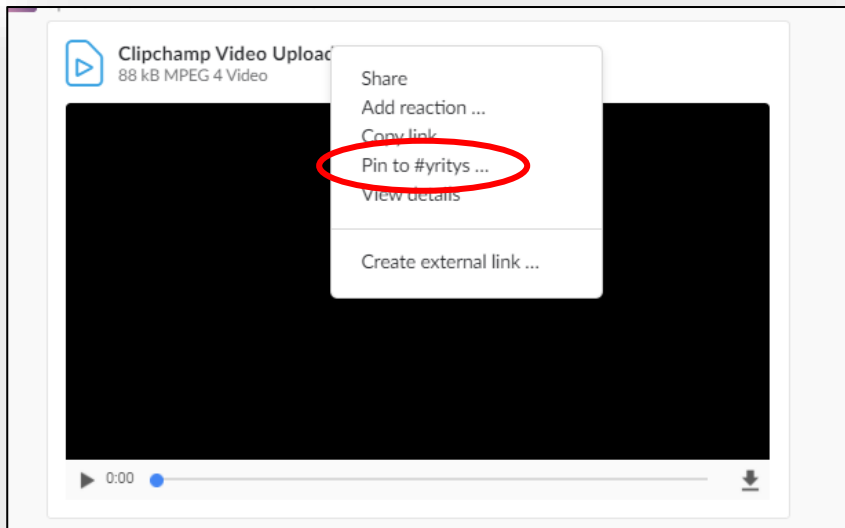 Clipchamp Video Upload
88 kB MPEG 4 Video
Share
Add reaction ...
Copy link
Pin to #yritys ...
View details
Create external link ...
0:00